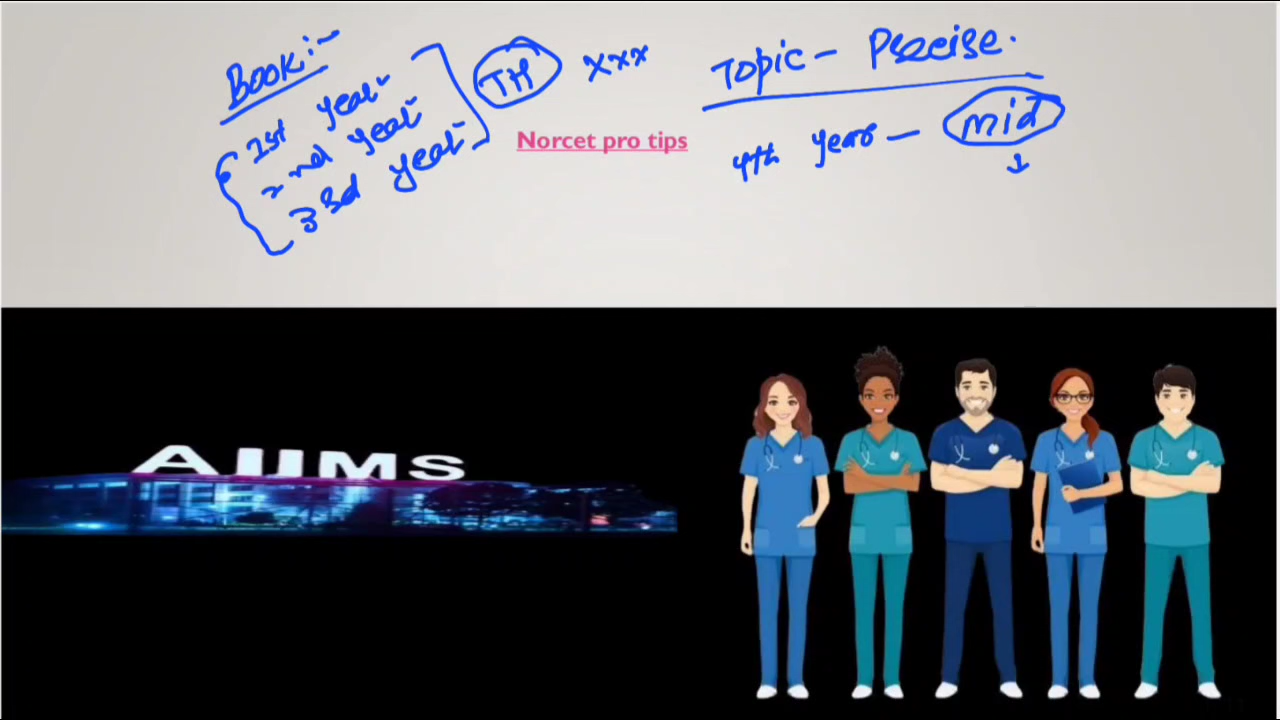 Book:-
1st year
2nd year
3rd year
TH xxx
Topic - Precise.
4th year - mid
Norcet pro tips
AIIMS